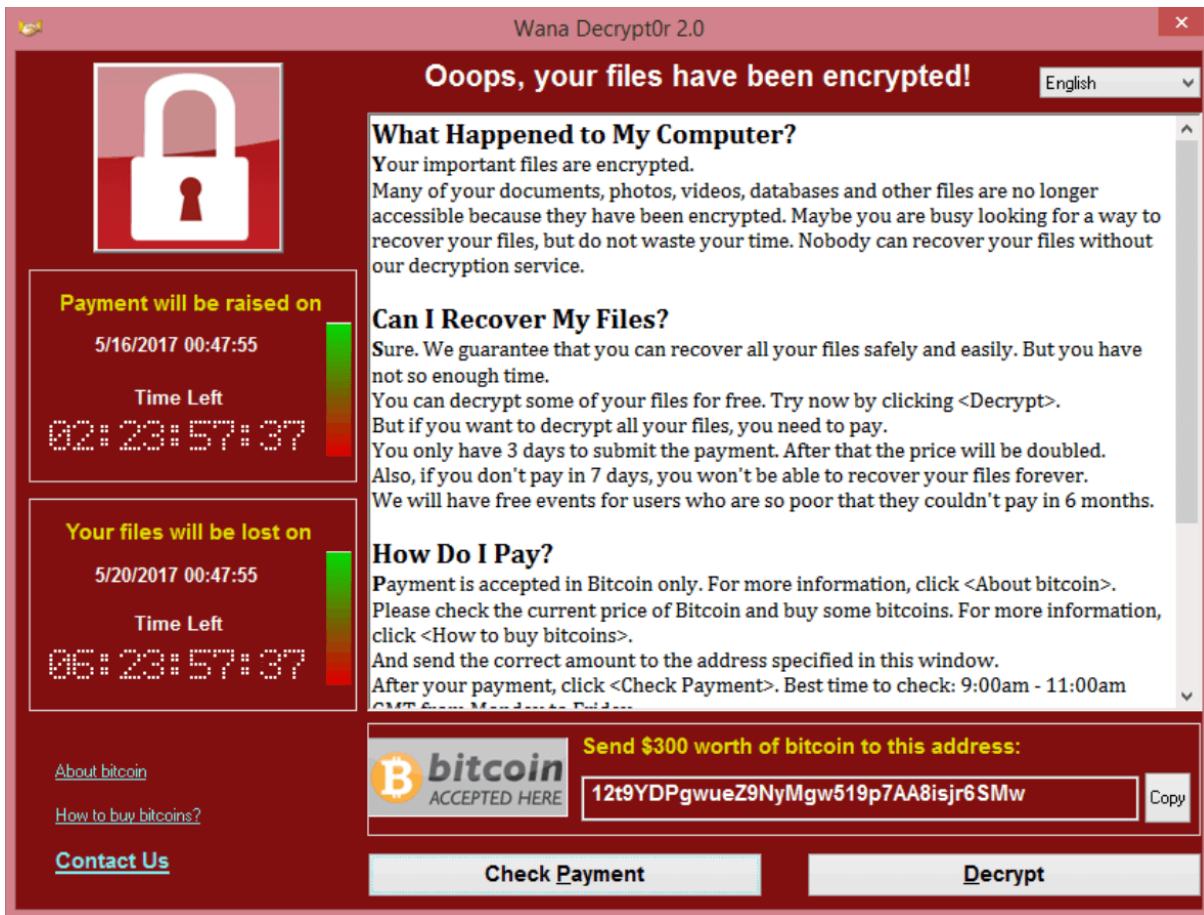 Wana Decrypt0r 2.0
Ooops, your files have been encrypted!
English
What Happened to My Computer?
Your important files are encrypted.
Many of your documents, photos, videos, databases and other files are no longer
accessible because they have been encrypted. Maybe you are busy looking for a way to
recover your files, but do not waste your time. Nobody can recover your files without
our decryption service.
Can I Recover My Files?
Sure. We guarantee that you can recover all your files safely and easily. But you have
not so enough time.
You can decrypt some of your files for free. Try now by clicking <Decrypt>.
But if you want to decrypt all your files, you need to pay.
You only have 3 days to submit the payment. After that the price will be doubled.
Also, if you don't pay in 7 days, you won't be able to recover your files forever.
We will have free events for users who are so poor that they couldn't pay in 6 months.
How Do I Pay?
Payment is accepted in Bitcoin only. For more information, click <About bitcoin>.
Please check the current price of Bitcoin and buy some bitcoins. For more information,
click <How to buy bitcoins>.
And send the correct amount to the address specified in this window.
After your payment, click <Check Payment>. Best time to check: 9:00am - 11:00am
GMT from Monday to Friday
Payment will be raised on
5/16/2017 00:47:55
Time Left
02:23:57:37
Your files will be lost on
5/20/2017 00:47:55
Time Left
06:23:57:37
About bitcoin
How to buy bitcoins?
Contact Us
bitcoin
ACCEPTED HERE
Send $300 worth of bitcoin to this address:
12t9YDPgwueZ9NyMgw519p7AA8isjr6SMw
Copy
Check Payment
Decrypt